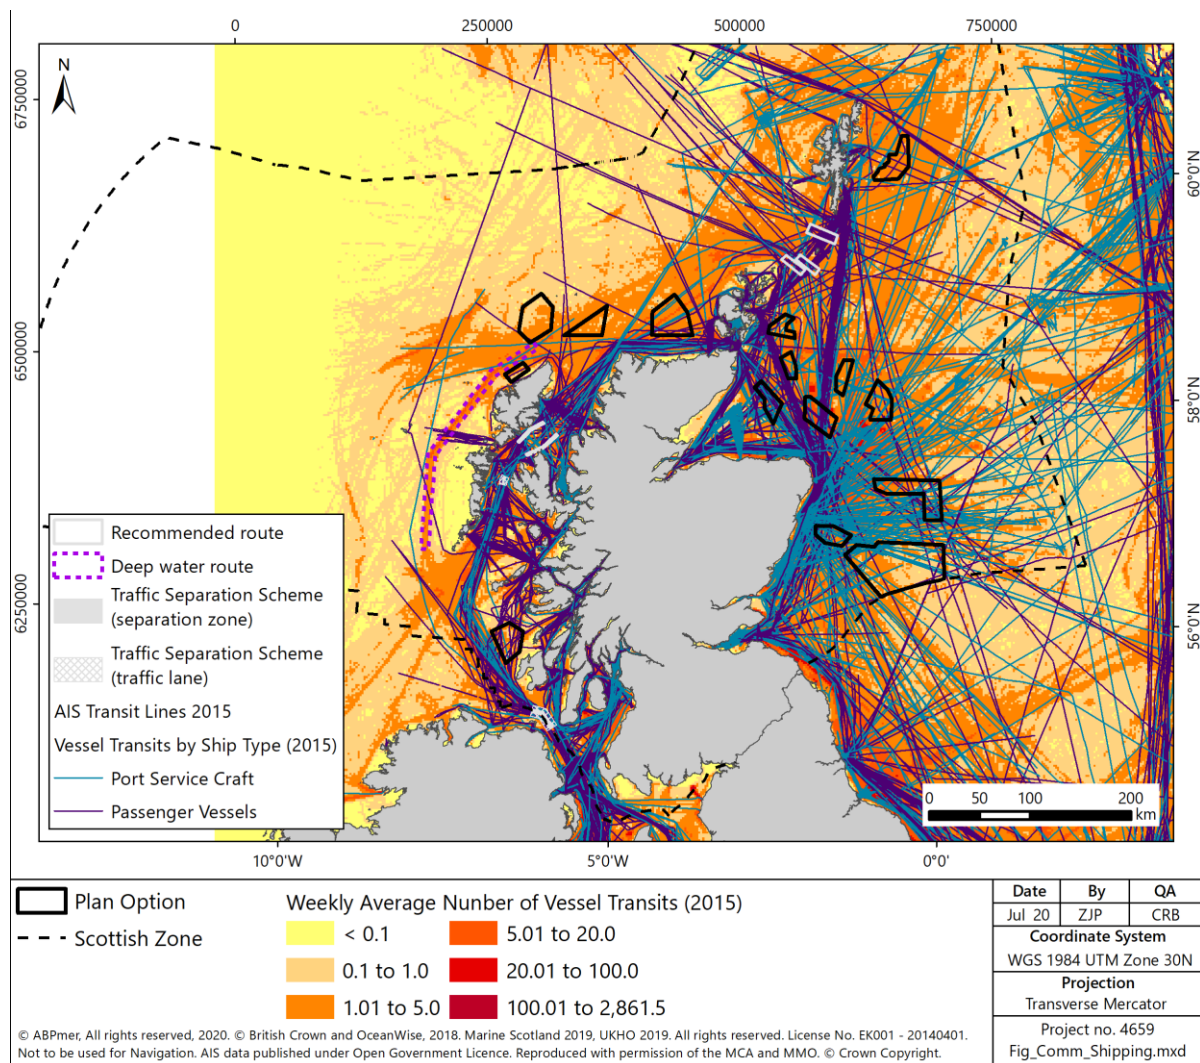 0 250000 500000 750000
N
6750000
6500000
6250000
60°0'N
58°0'N
56°0'N
Recommended route
Deep water route
Traffic Separation Scheme
(separation zone)
Traffic Separation Scheme
(traffic lane)
AIS Transit Lines 2015
Vessel Transits by Ship Type (2015)
Port Service Craft
Passenger Vessels
0 50 100 200
km
10°0'W 5°0'W 0°0'
Plan Option
Scottish Zone
Weekly Average Nunber of Vessel Transits (2015)
< 0.1
0.1 to 1.0
1.01 to 5.0
5.01 to 20.0
20.01 to 100.0
100.01 to 2,861.5
Date By QA
Jul 20 ZJP CRB
Coordinate System
WGS 1984 UTM Zone 30N
Projection
Transverse Mercator
Project no. 4659
Fig_Comm_Shipping.mxd
© ABPmer, All rights reserved, 2020. © British Crown and OceanWise, 2018. Marine Scotland 2019, UKHO 2019. All rights reserved. License No. EK001 - 20140401.
Not to be used for Navigation. AIS data published under Open Government Licence. Reproduced with permission of the MCA and MMO. © Crown Copyright.